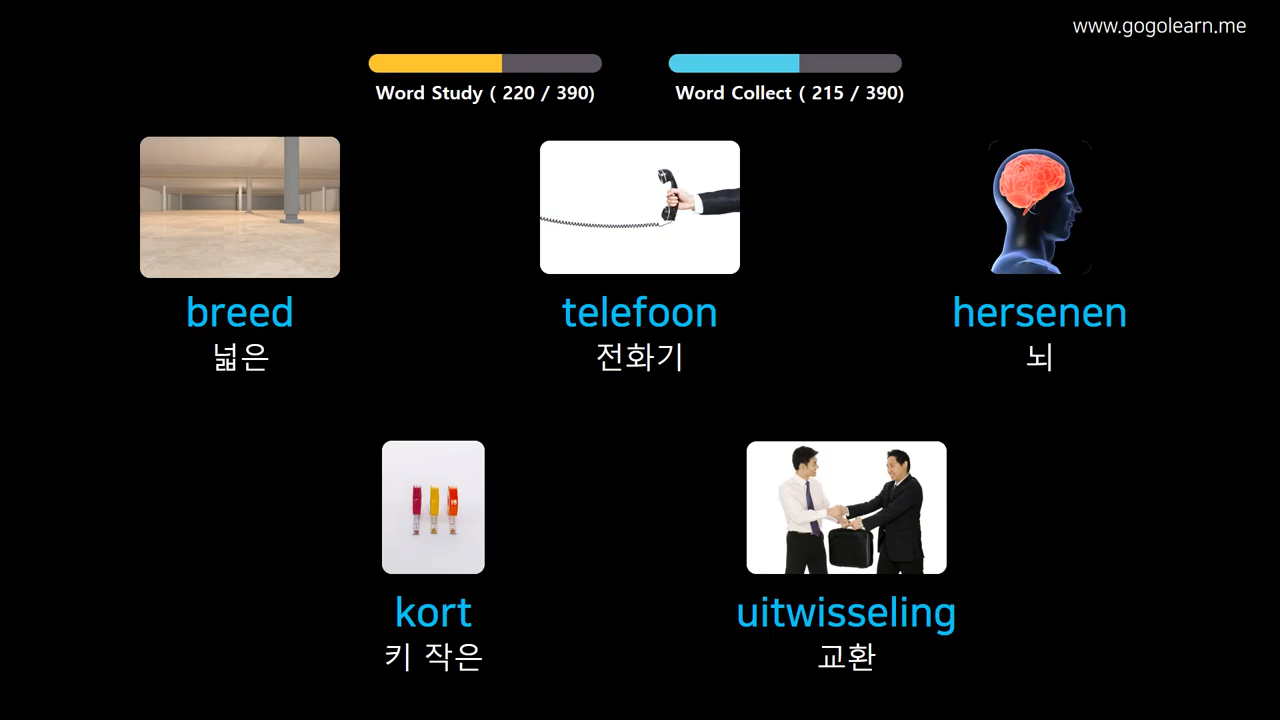 www.gogolearn.me
Word Study ( 220 / 390)
Word Collect ( 215 / 390)
breed
넓은
telefoon
전화기
hersenen
뇌
kort
키 작은
uitwisseling
교환